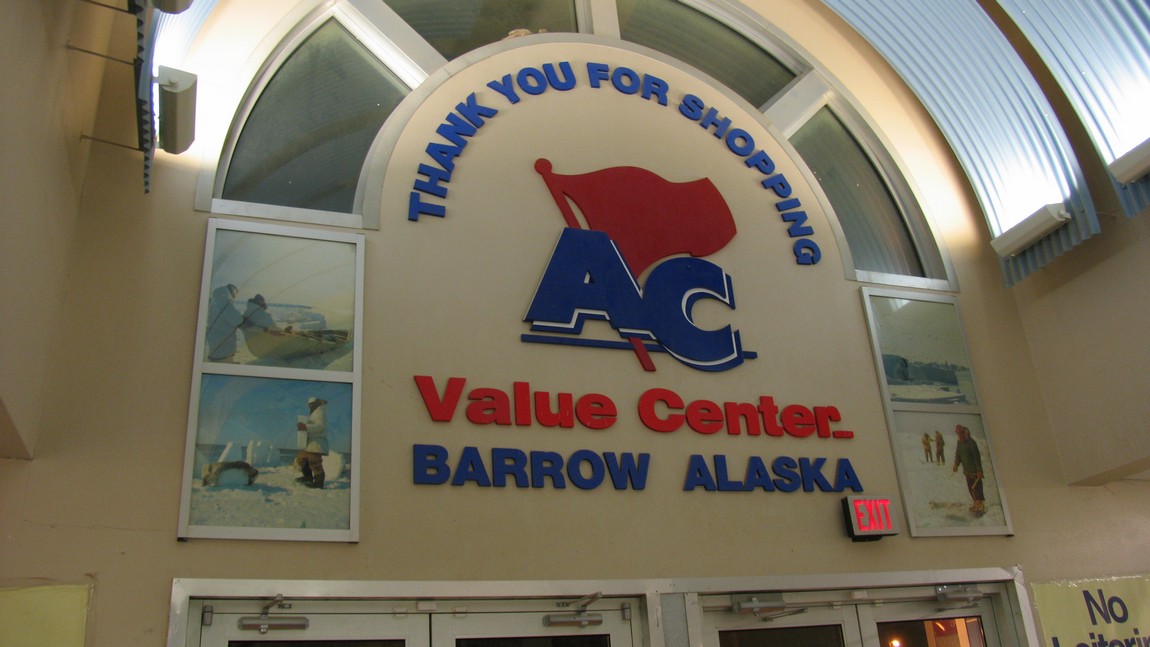 THANK YOU FOR SHOPPING
AC
Value Center
BARROW ALASKA
EXIT
No